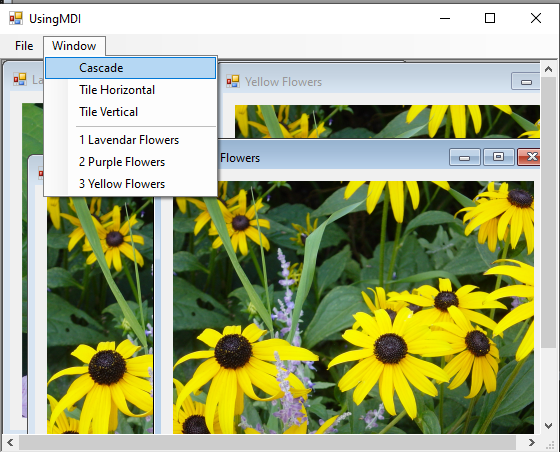 UsingMDI
File Window
La
Yellow Flowers
Cascade
Tile Horizontal
Tile Vertical
1 Lavendar Flowers
2 Purple Flowers
3 Yellow Flowers
Flowers